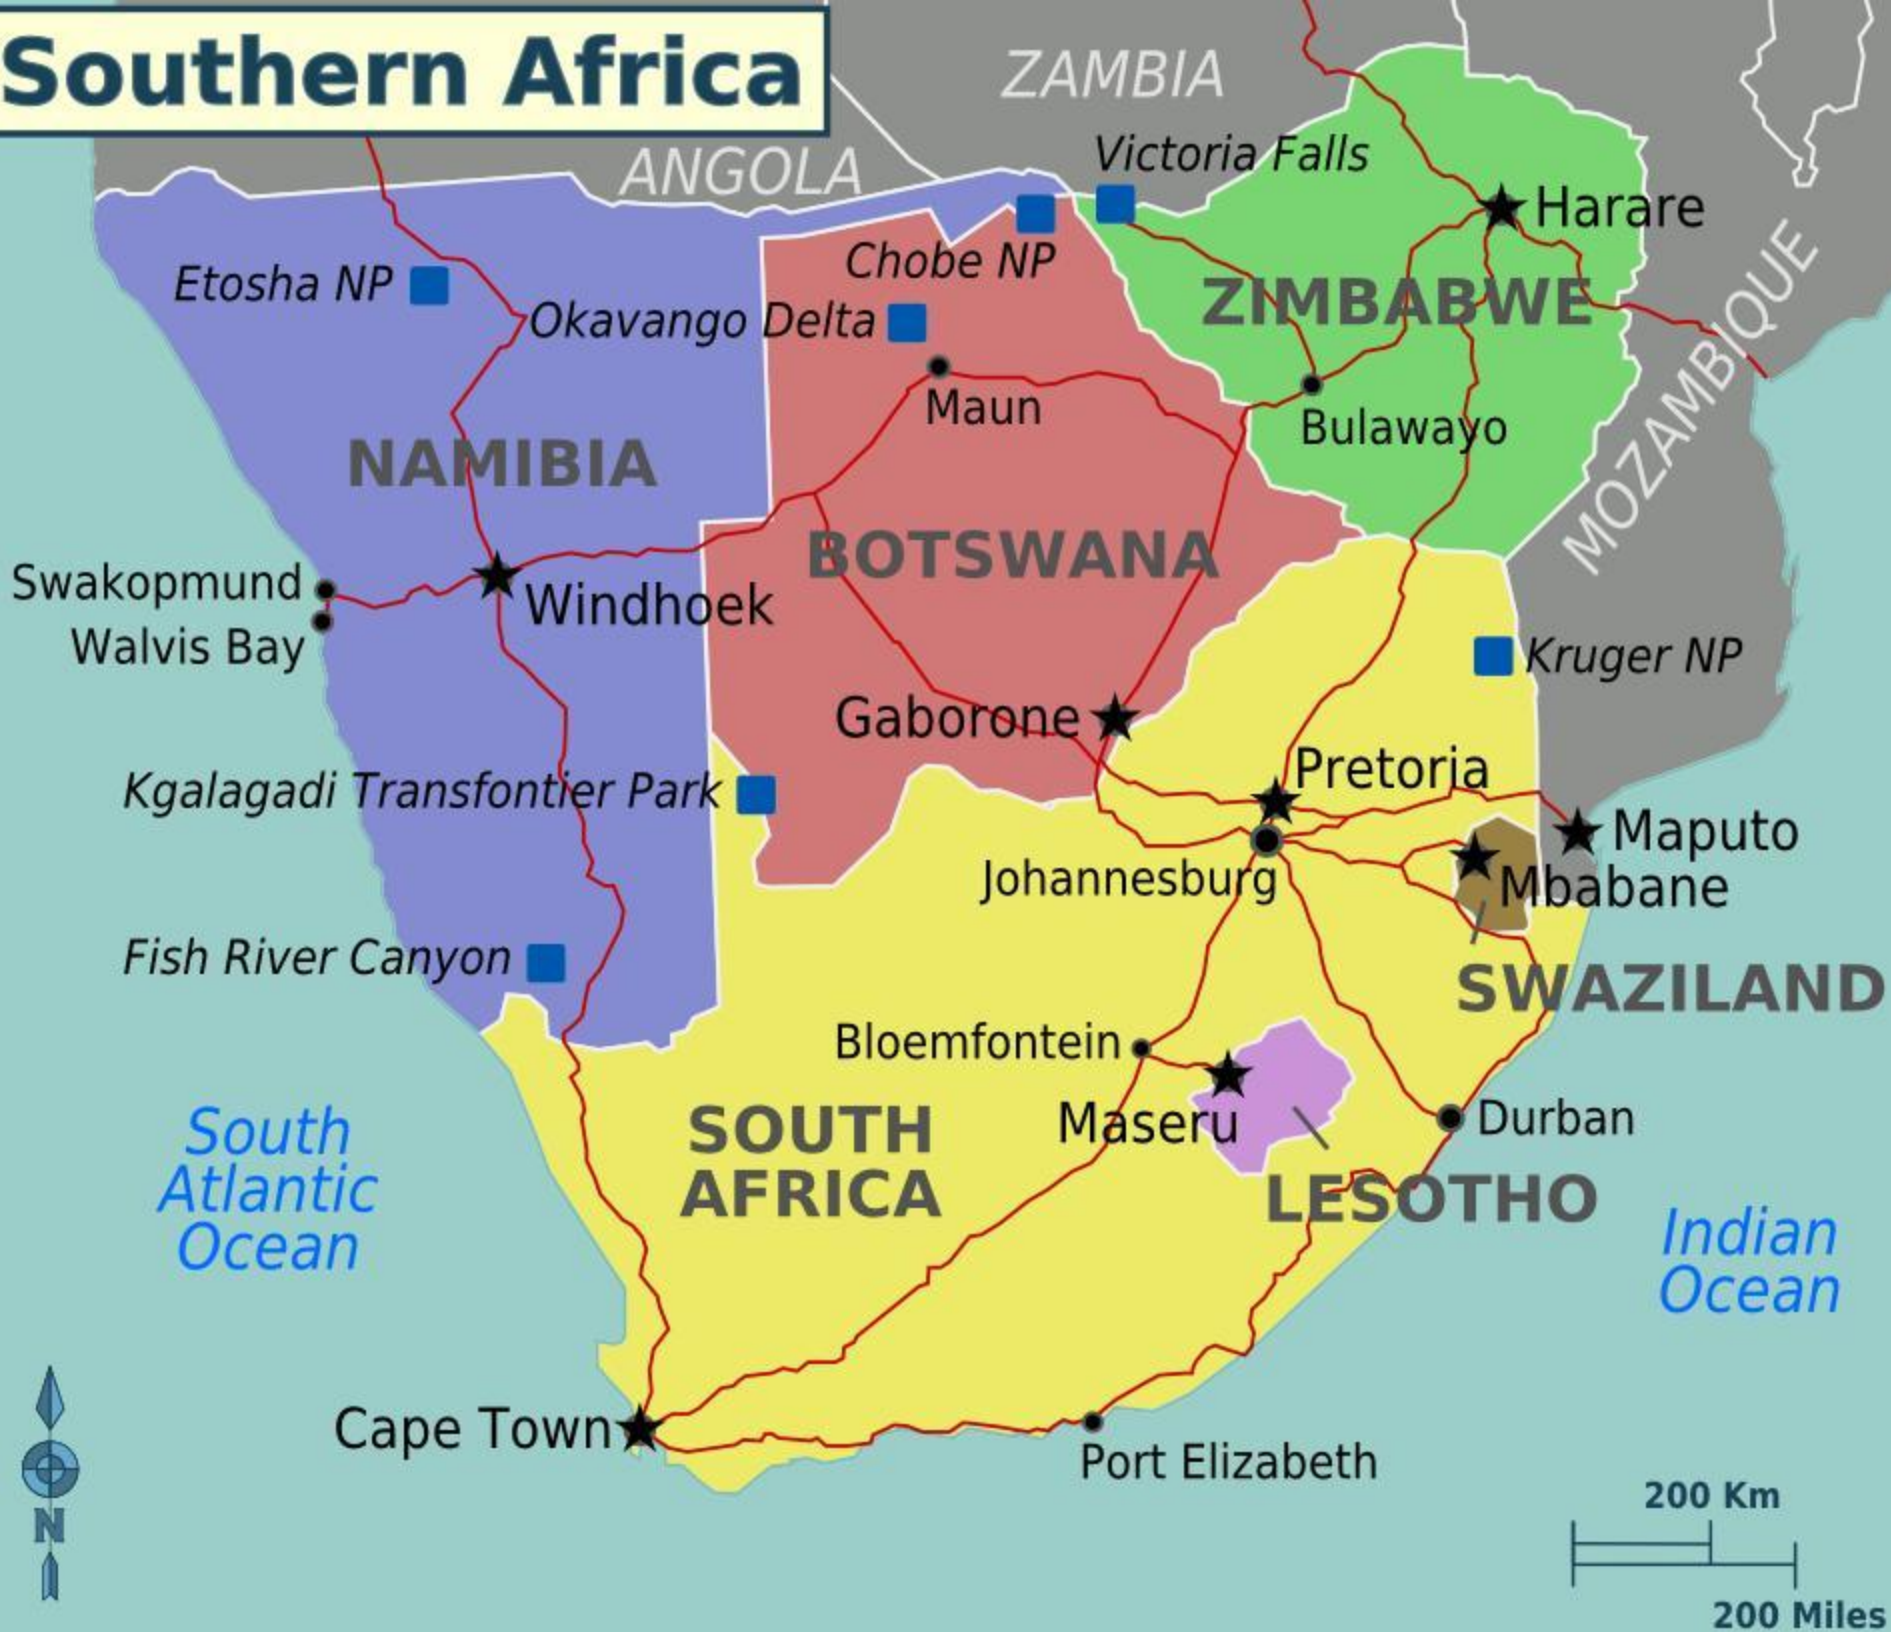 Southern Africa
ZAMBIA
ANGOLA
Victoria Falls
Harare
Chobe NP
Etosha NP
Okavango Delta
ZIMBABWE
MOZAMBIQUE
Maun
Bulawayo
NAMIBIA
BOTSWANA
Swakopmund
Windhoek
Walvis Bay
Kruger NP
Gaborone
Pretoria
Kgalagadi Transfontier Park
Maputo
Johannesburg
Mbabane
Fish River Canyon
SWAZILAND
Bloemfontein
Maseru
Durban
South
Atlantic
Ocean
SOUTH
AFRICA
LESOTHO
Indian
Ocean
Cape Town
Port Elizabeth
N
200 Km
200 Miles